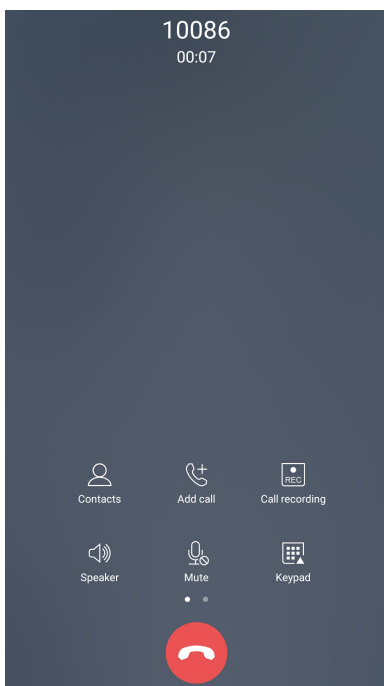 10086
00:07
Contacts
Add call
REC
Call recording
Speaker
Mute
Keypad